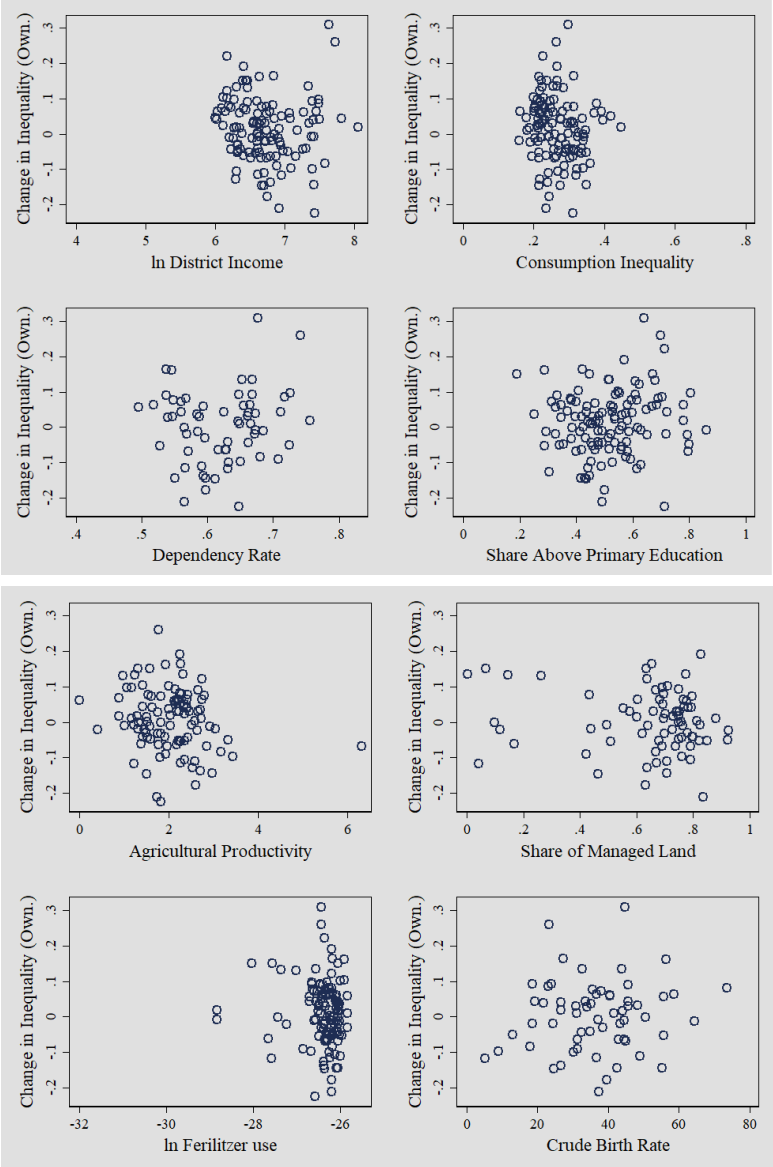 Change in Inequality (Own.)
.3
.2
.1
0
-.1
-.2
4 5 6 7 8
ln District Income
Change in Inequality (Own.)
.3
.2
.1
0
-.1
-.2
0 .2 .4 .6 .8
Consumption Inequality
Change in Inequality (Own.)
.3
.2
.1
0
-.1
-.2
.4 .5 .6 .7 .8
Dependency Rate
Change in Inequality (Own.)
.3
.2
.1
0
-.1
-.2
0 .2 .4 .6 .8 1
Share Above Primary Education
Change in Inequality (Own.)
.3
.2
.1
0
-.1
-.2
0 2 4 6
Agricultural Productivity
Change in Inequality (Own.)
.3
.2
.1
0
-.1
-.2
0 .2 .4 .6 .8 1
Share of Managed Land
Change in Inequality (Own.)
.3
.2
.1
0
-.1
-.2
-32 -30 -28 -26
ln Ferilitzer use
Change in Inequality (Own.)
.3
.2
.1
0
-.1
-.2
0 20 40 60 80
Crude Birth Rate